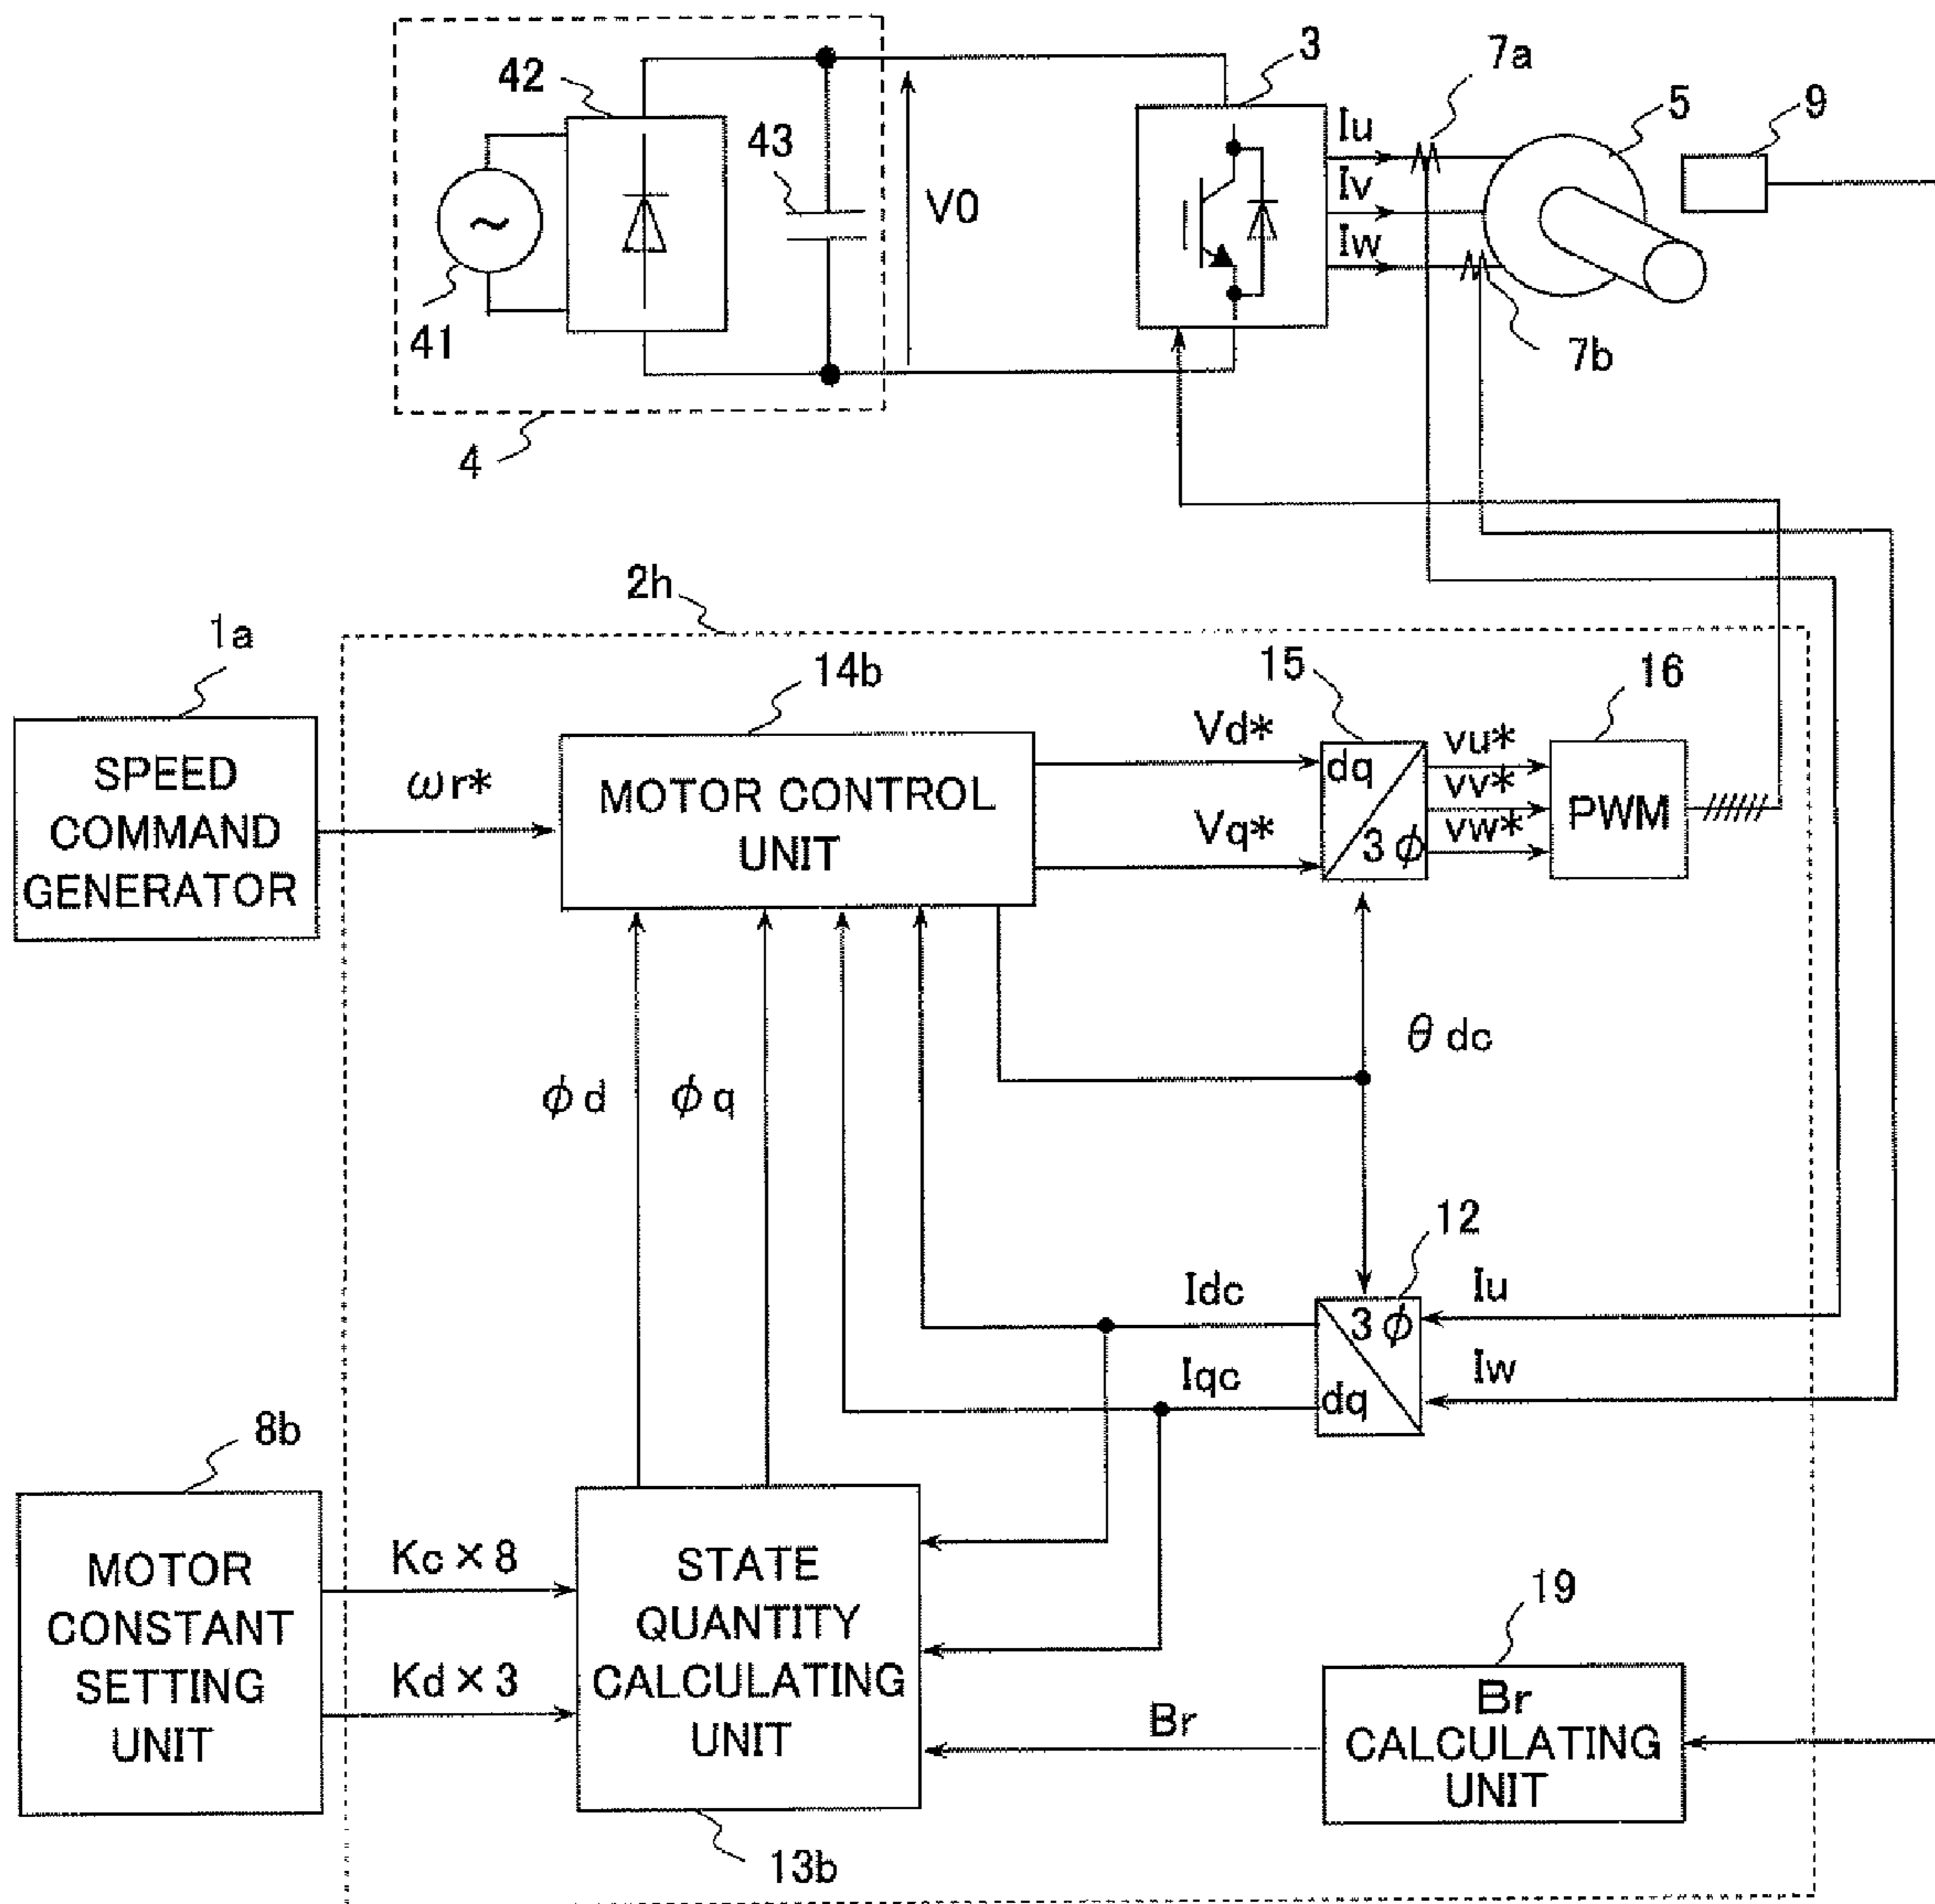 42
43
41
4
V0
3
7a
5
9
Iu
Iv
Iw
7b
2h
1a
SPEED
COMMAND
GENERATOR
ωr*
14b
MOTOR CONTROL
UNIT
Vd*
Vq*
15
dq
3φ
vu*
vv*
vw*
16
PWM
θdc
φd
φq
12
3φ
dq
Idc
Iqc
Iu
Iw
8b
MOTOR
CONSTANT
SETTING
UNIT
Kc×8
Kd×3
STATE
QUANTITY
CALCULATING
UNIT
13b
Br
19
Br
CALCULATING
UNIT